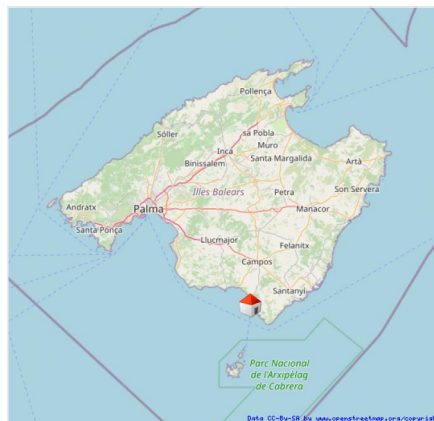 Pollença
sa Pobla
Sóller
Muro
Inca
Santa Margalida
Binissalem
Artà
Illes Balears
Petra
Son Servera
Andratx
Palma
Manacor
Santa Ponça
Llucmajor
Felanitx
Campos
Santanyí
Parc Nacional
de l'Arxipèlag
de Cabrera
Data CC-By-SA by www.openstreetmap.org/copyright